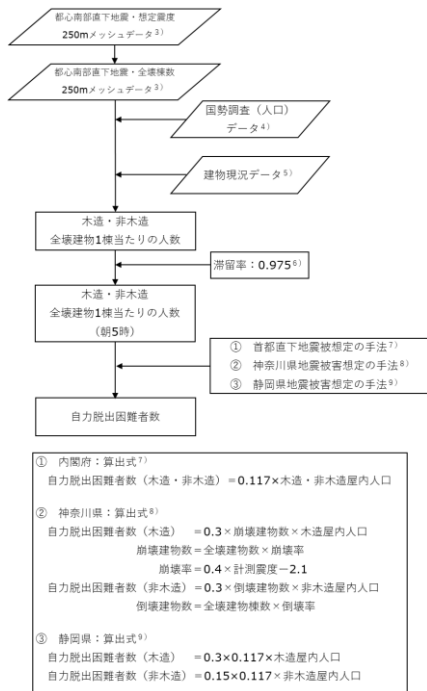 都心南部直下地震・想定震度
250mメッシュデータ³⁾
都心南部直下地震・全壊棟数
250mメッシュデータ³⁾
国勢調査（人口）
データ⁴⁾
建物現況データ⁵⁾
木造・非木造
全壊建物1棟当たりの人数
滞留率：0.975⁶⁾
木造・非木造
全壊建物1棟当たりの人数
（朝5時）
① 首都直下地震被想定の手法⁷⁾
② 神奈川県地震被害想定の手法⁸⁾
③ 静岡県地震被害想定の手法⁹⁾
自力脱出困難者数
① 内閣府：算出式⁷⁾
自力脱出困難者数（木造・非木造）＝0.117×木造・非木造屋内人口
② 神奈川県：算出式⁸⁾
自力脱出困難者数（木造） ＝0.3×崩壊建物数×木造屋内人口
崩壊建物数＝全壊建物数×崩壊率
崩壊率＝0.4×計測震度－2.1
自力脱出困難者数（非木造）＝0.3×倒壊建物数×非木造屋内人口
倒壊建物数＝全壊建物棟数×倒壊率
③ 静岡県：算出式⁹⁾
自力脱出困難者数（木造） ＝0.3×0.117×木造屋内人口
自力脱出困難者数（非木造）＝0.15×0.117×非木造屋内人口